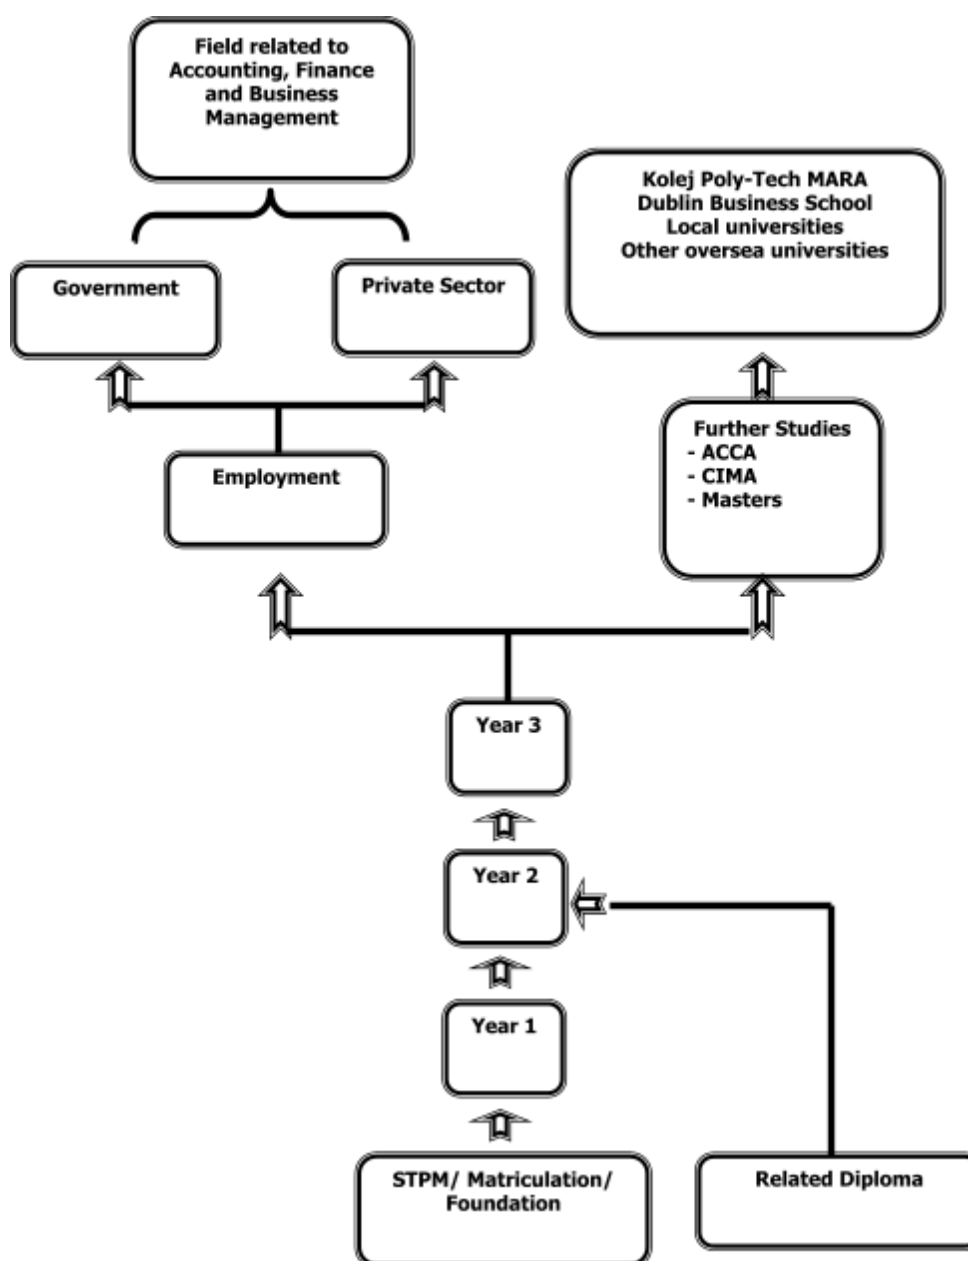 Field related to
Accounting, Finance
and Business
Management
Kolej Poly-Tech MARA
Dublin Business School
Local universities
Other oversea universities
Government
Private Sector
Further Studies
- ACCA
- CIMA
- Masters
Employment
Year 3
Year 2
Year 1
STPM/ Matriculation/
Foundation
Related Diploma